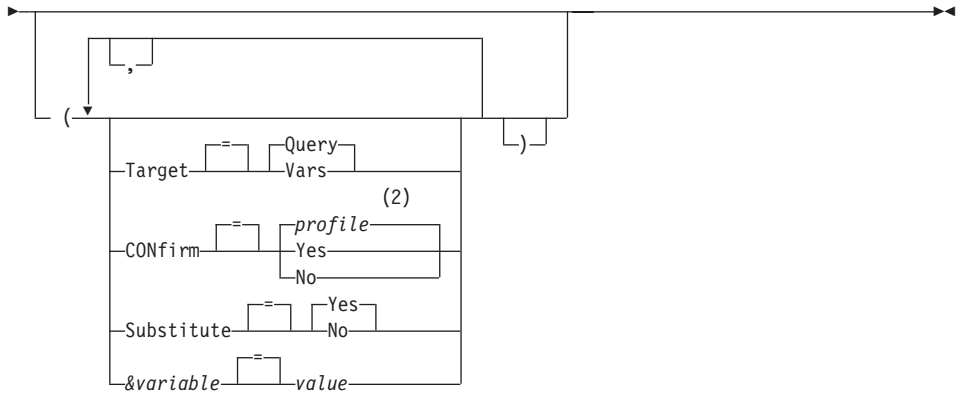 ,
(
)
= Query
Target Vars
(2)
= profile
CONfirm Yes
No
= Yes
Substitute No
=
&variable value